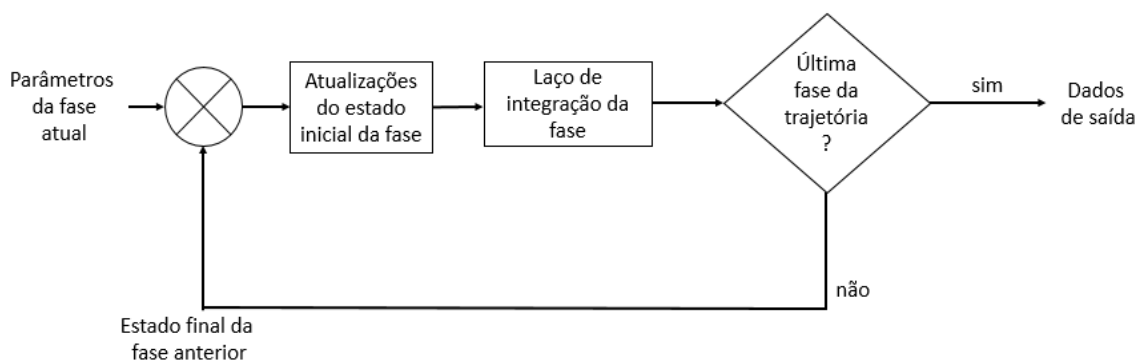 Parâmetros
da fase
atual
Atualizações
do estado
inicial da fase
Laço de
integração da
fase
Última
fase da
trajetória
?
sim
Dados
de saída
não
Estado final da
fase anterior